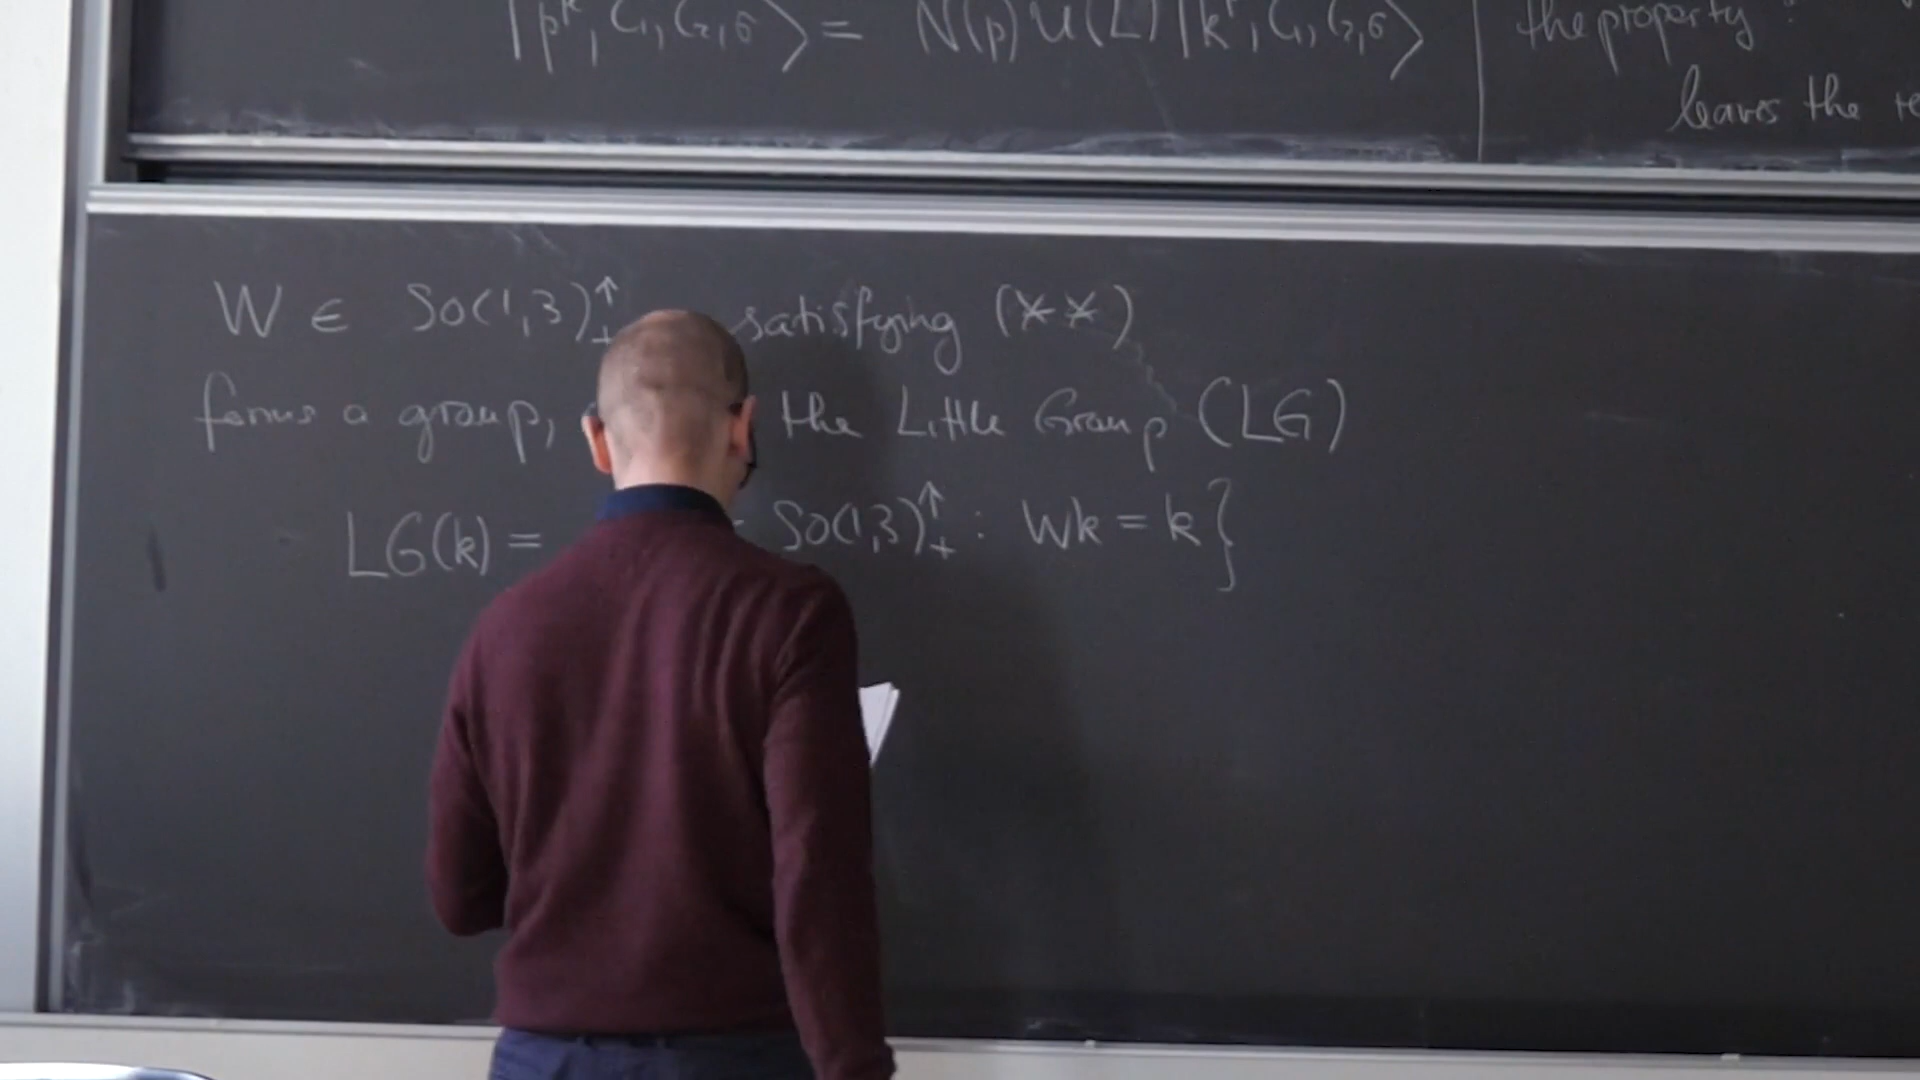 |p^μ, C₁, C₂, σ⟩ = N(p) U(L) |k^μ, C₁, C₂, σ⟩
the property :
leaves the
W ∈ SO(1,3)₊^↑ satisfying (**)
forms a group, the Little Group (LG)
LG(k) = SO(1,3)₊^↑ : Wk = k}